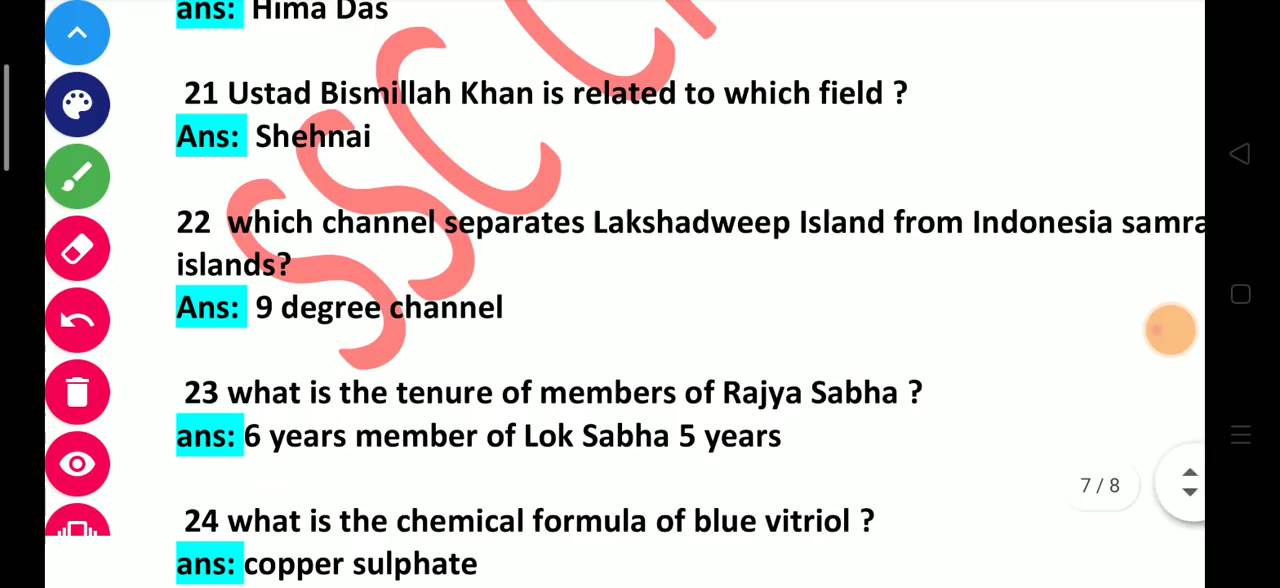 ans: Hima Das
21 Ustad Bismillah Khan is related to which field ?
Ans: Shehnai
22 which channel separates Lakshadweep Island from Indonesia samra
islands?
Ans: 9 degree channel
23 what is the tenure of members of Rajya Sabha ?
ans: 6 years member of Lok Sabha 5 years
7 / 8
24 what is the chemical formula of blue vitriol ?
ans: copper sulphate
SSC C